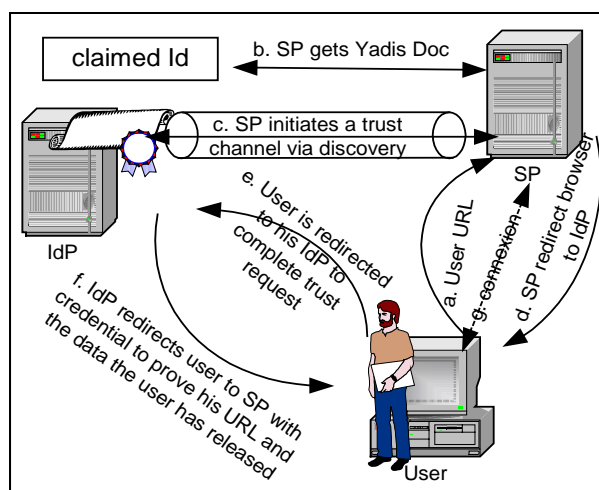 claimed Id
b. SP gets Yadis Doc
c. SP initiates a trust
channel via discovery
SP
IdP
e. User is redirected
to his IdP to
complete trust
request
a. User URL
g. connexion
d. SP redirect browser
to IdP
f. IdP redirects user to SP with
credential to prove his URL and
the data the user has released
User